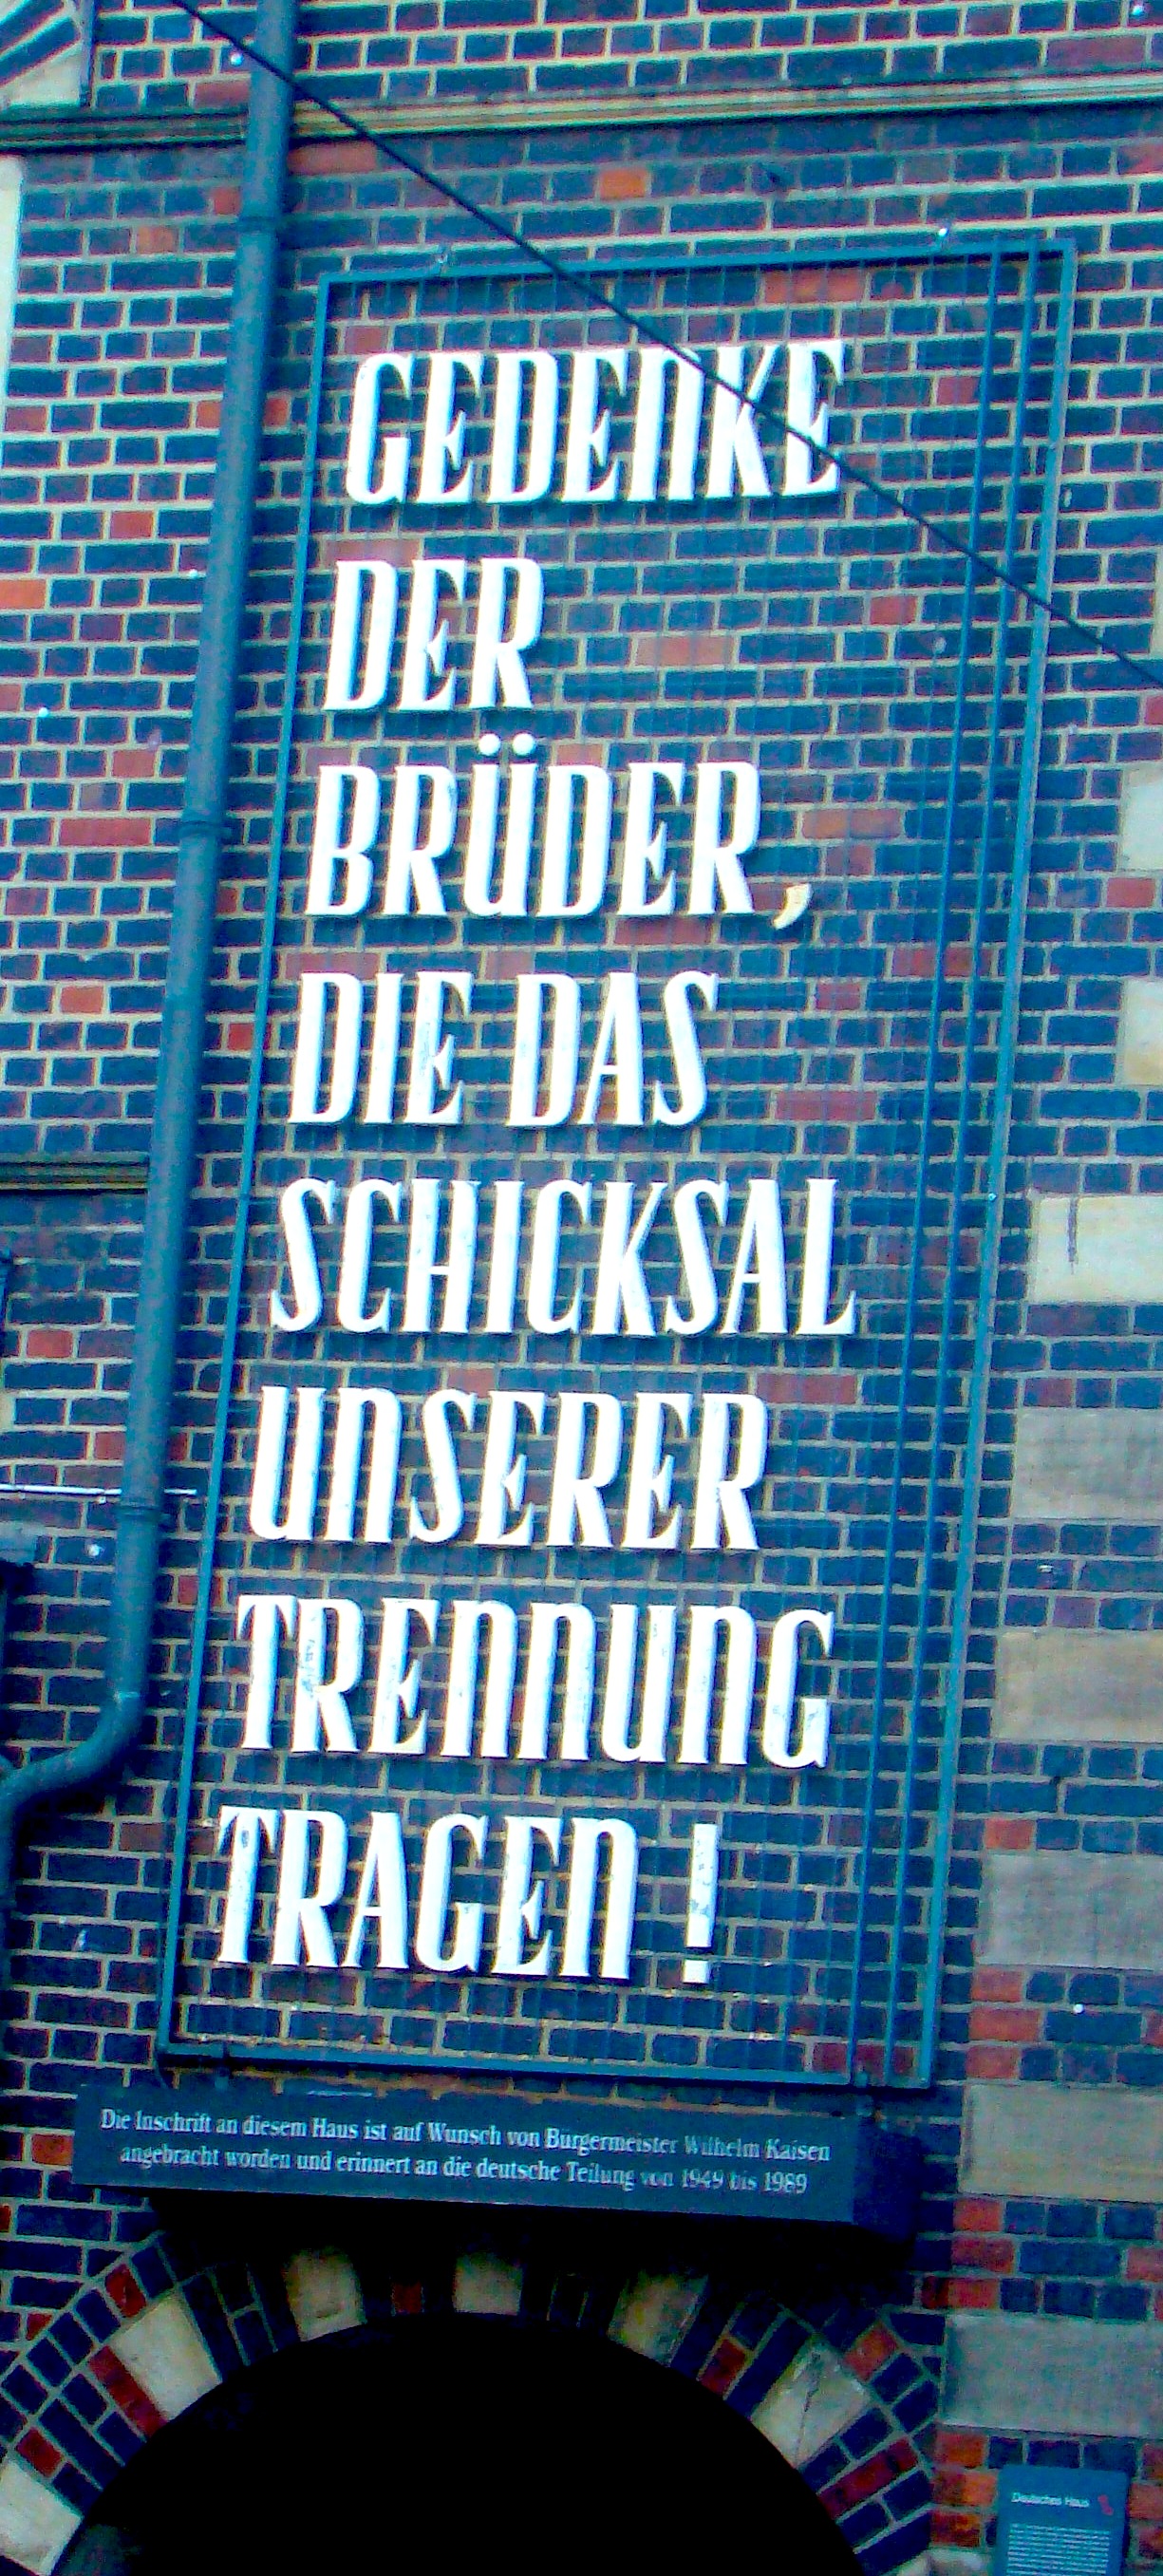 GEDENKE
DER
BRÜDER,
DIE DAS
SCHICKSAL
UNSERER
TRENNUNG
TRAGEN !
Die Inschrift an diesem Haus ist auf Wunsch von Bürgermeister Wilhelm Kaisen
angebracht worden und erinnert an die deutsche Teilung von 1949 bis 1989
Deutsches Haus